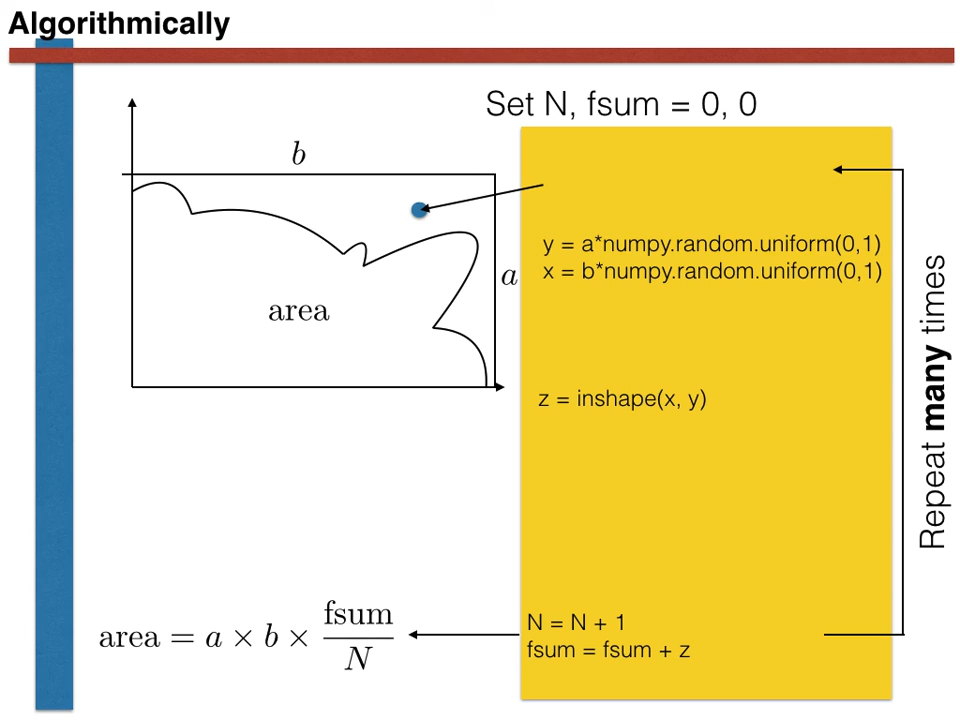 Algorithmically
Set N, fsum = 0, 0
b
a
area
y = a*numpy.random.uniform(0,1)
x = b*numpy.random.uniform(0,1)
z = inshape(x, y)
Repeat many times
N = N + 1
fsum = fsum + z
area = a × b × fsum/N